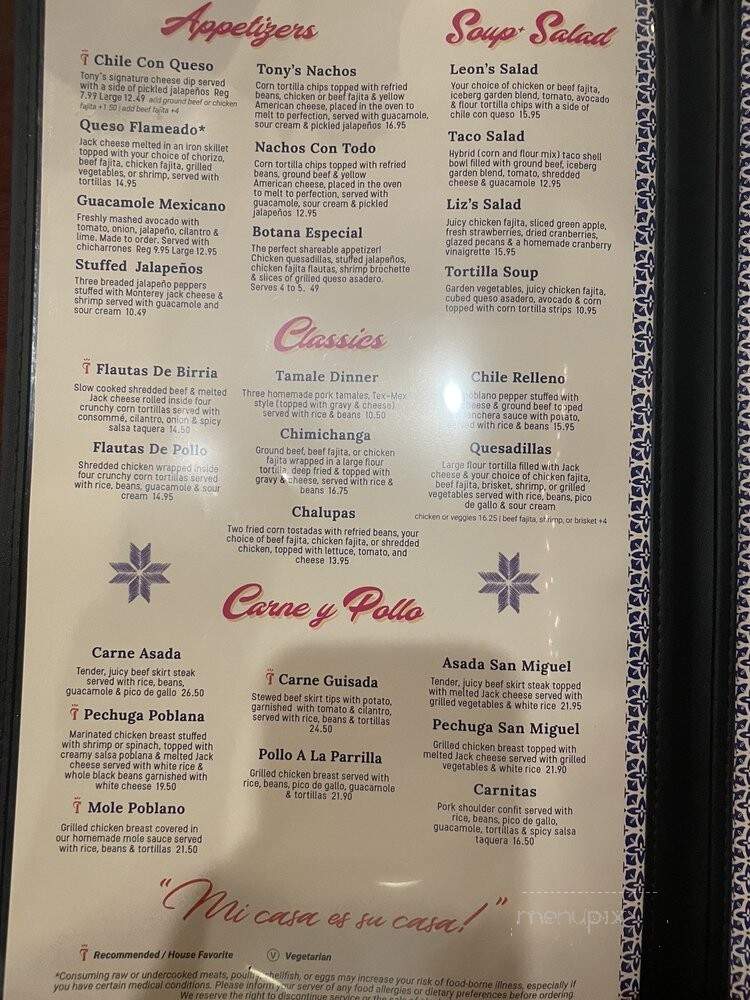 Appetizers
Chile Con Queso
Tony's signature cheese dip served
with a side of pickled jalapeños Reg
7.99 Large 12.49 add ground beef or chicken
fajita +1.50 | add beef fajita +4
Queso Flameado*
Jack cheese melted in an iron skillet
topped with your choice of chorizo,
beef fajita, chicken fajita, grilled
vegetables, or shrimp, served with
tortillas 14.95
Guacamole Mexicano
Freshly mashed avocado with
tomato, onion, jalapeño, cilantro &
lime. Made to order. Served with
chicharrones Reg 9.95 Large 12.95
Stuffed Jalapeños
Three breaded jalapeño peppers
stuffed with Monterey jack cheese &
shrimp served with guacamole and
sour cream 10.49
Tony's Nachos
Corn tortilla chips topped with refried
beans, chicken or beef fajita & yellow
American cheese, placed in the oven to
melt to perfection, served with guacamole,
sour cream & pickled jalapeños 16.95
Nachos Con Todo
Corn tortilla chips topped with refried
beans, ground beef & yellow
American cheese, placed in the oven
to melt to perfection, served with
guacamole, sour cream & pickled
jalapeños 12.95
Botana Especial
The perfect shareable appetizer!
Chicken quesadillas, stuffed jalapeños,
chicken fajita flautas, shrimp brochette
& slices of grilled queso asadero.
Serves 4 to 5. 49
Soup + Salad
Leon's Salad
Your choice of chicken or beef fajita,
iceberg garden blend, tomato, avocado
& flour tortilla chips with a side of
chile con queso 15.95
Taco Salad
Hybrid (corn and flour mix) taco shell
bowl filled with ground beef, iceberg
garden blend, tomato, shredded
cheese & guacamole 12.95
Liz's Salad
Juicy chicken fajita, sliced green apple,
fresh strawberries, dried cranberries,
glazed pecans & a homemade cranberry
vinaigrette 15.95
Tortilla Soup
Garden vegetables, juicy chicken fajita,
cubed queso asadero, avocado & corn
topped with corn tortilla strips 10.95
Classics
Flautas De Birria
Slow cooked shredded beef & melted
Jack cheese rolled inside four
crunchy corn tortillas served with
consommé, cilantro, onion & spicy
salsa taquera 14.50
Flautas De Pollo
Shredded chicken wrapped inside
four crunchy corn tortillas served
with rice, beans, guacamole & sour
cream 14.95
Tamale Dinner
Three homemade pork tamales, Tex-Mex
style (topped with gravy & cheese)
served with rice & beans 10.50
Chimichanga
Ground beef, beef fajita, or chicken
fajita wrapped in a large flour
tortilla, deep fried & topped with
gravy & cheese, served with rice &
beans 16.75
Chalupas
Two fried corn tostadas with refried beans, your
choice of beef fajita, chicken fajita, or shredded
chicken, topped with lettuce, tomato, and
cheese 13.95
Chile Relleno
poblano pepper stuffed with
cheese & ground beef topped
sauce with potato,
with rice & beans 15.95
Quesadillas
Large flour tortilla filled with Jack
cheese & your choice of chicken fajita,
beef fajita, brisket, shrimp, or grilled
vegetables served with rice, beans, pico
de gallo & sour cream
chicken or veggies 16.25 | beef fajita, shrimp, or brisket +4
Carne y Pollo
Carne Asada
Tender, juicy beef skirt steak
served with rice, beans,
guacamole & pico de gallo 26.50
Pechuga Poblana
Marinated chicken breast stuffed
with shrimp or spinach, topped with
creamy salsa poblana & melted Jack
cheese served with white rice &
whole black beans garnished with
white cheese 19.50
Mole Poblano
Grilled chicken breast covered in
our homemade mole sauce served
with rice, beans & tortillas 21.50
Carne Guisada
Stewed beef skirt tips with potato,
garnished with tomato & cilantro,
served with rice, beans & tortillas
24.50
Pollo A La Parrilla
Grilled chicken breast served with
rice, beans, pico de gallo, guacamole
& tortillas 21.90
Asada San Miguel
Tender, juicy beef skirt steak topped
with melted Jack cheese served with
grilled vegetables & white rice 21.95
Pechuga San Miguel
Grilled chicken breast topped with
melted Jack cheese served with grilled
vegetables & white rice 21.90
Carnitas
Pork shoulder confit served with
rice, beans, pico de gallo,
guacamole, tortillas & spicy salsa
taquera 16.50
"Mi casa es su casa!"
menupix
Recommended / House Favorite
V Vegetarian
*Consuming raw or undercooked meats, poultry, shellfish, or eggs may increase your risk of food-borne illness, especially if
you have certain medical conditions. Please inform your server of any food allergies or dietary preferences before ordering.
We reserve the right to discontinue service or the sale of